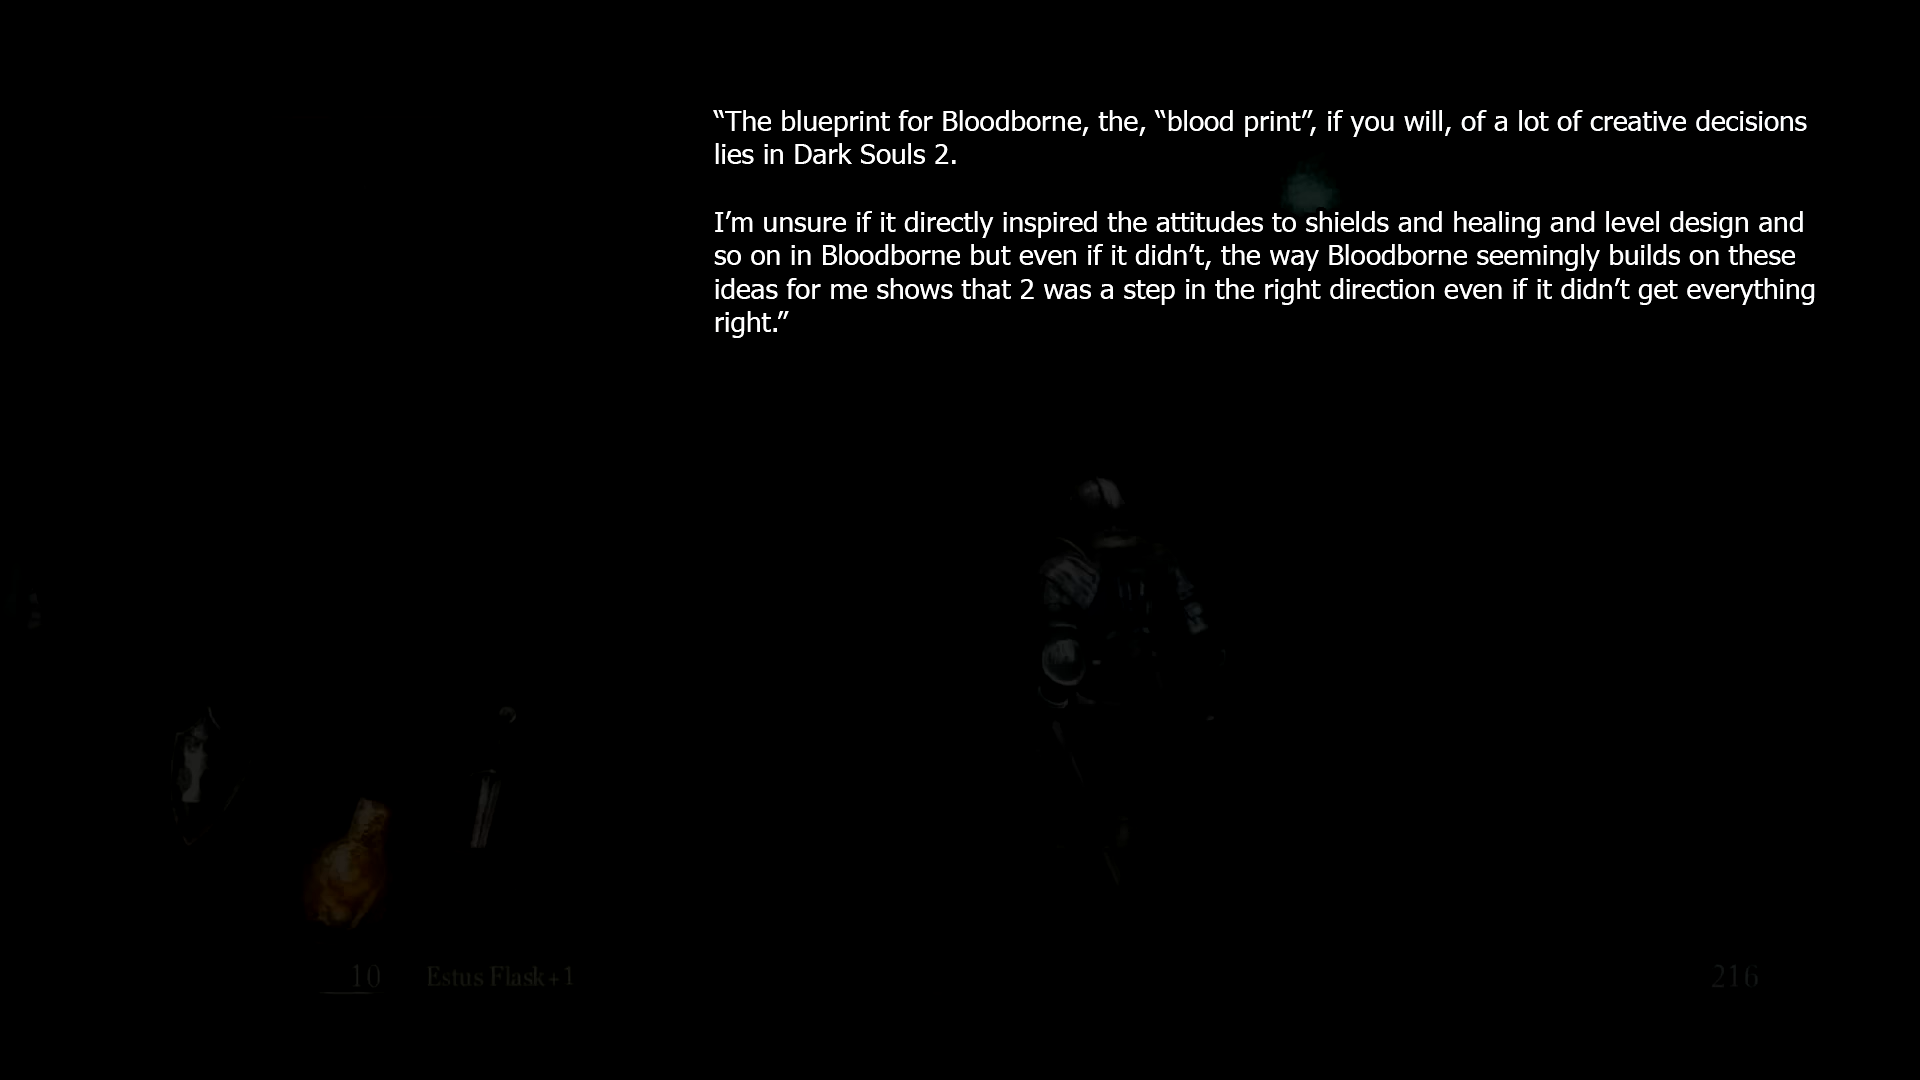 “The blueprint for Bloodborne, the, “blood print”, if you will, of a lot of creative decisions
lies in Dark Souls 2.
I’m unsure if it directly inspired the attitudes to shields and healing and level design and
so on in Bloodborne but even if it didn’t, the way Bloodborne seemingly builds on these
ideas for me shows that 2 was a step in the right direction even if it didn’t get everything
right.”
10 Estus Flask+1
216